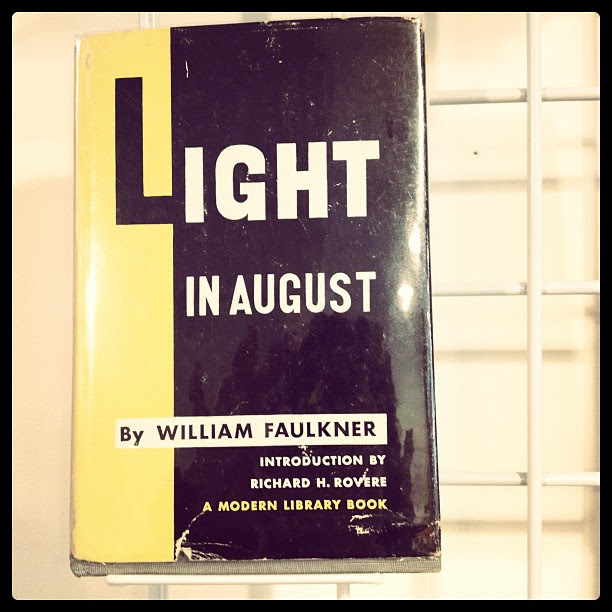 LIGHT
IN AUGUST
By WILLIAM FAULKNER
INTRODUCTION BY
RICHARD H. ROVERE
A MODERN LIBRARY BOOK